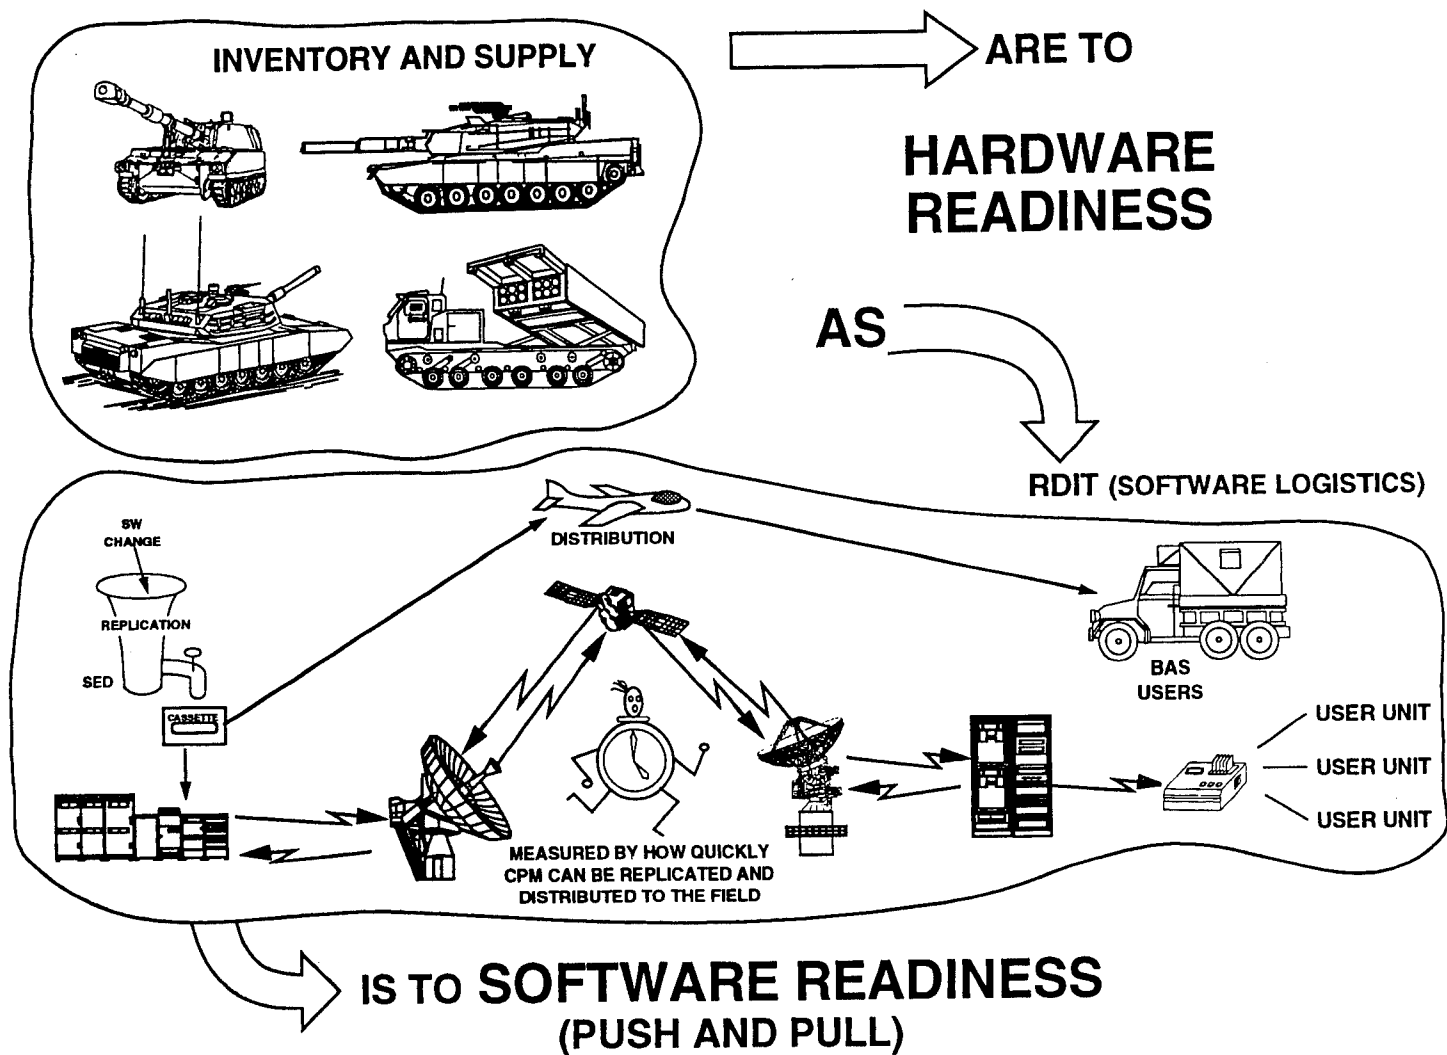 INVENTORY AND SUPPLY
ARE TO
HARDWARE
READINESS
AS
RDIT (SOFTWARE LOGISTICS)
SW
CHANGE
REPLICATION
SED
CASSETTE
DISTRIBUTION
BAS
USERS
USER UNIT
USER UNIT
USER UNIT
MEASURED BY HOW QUICKLY
CPM CAN BE REPLICATED AND
DISTRIBUTED TO THE FIELD
IS TO SOFTWARE READINESS
(PUSH AND PULL)